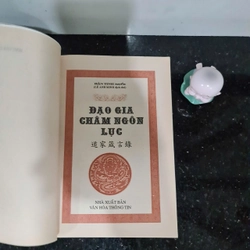 ĐẠO GIA
CHÂM NGÔN
LỤC
道家箴言錄
NHÀ XUẤT BẢN
VĂN HÓA THÔNG TIN